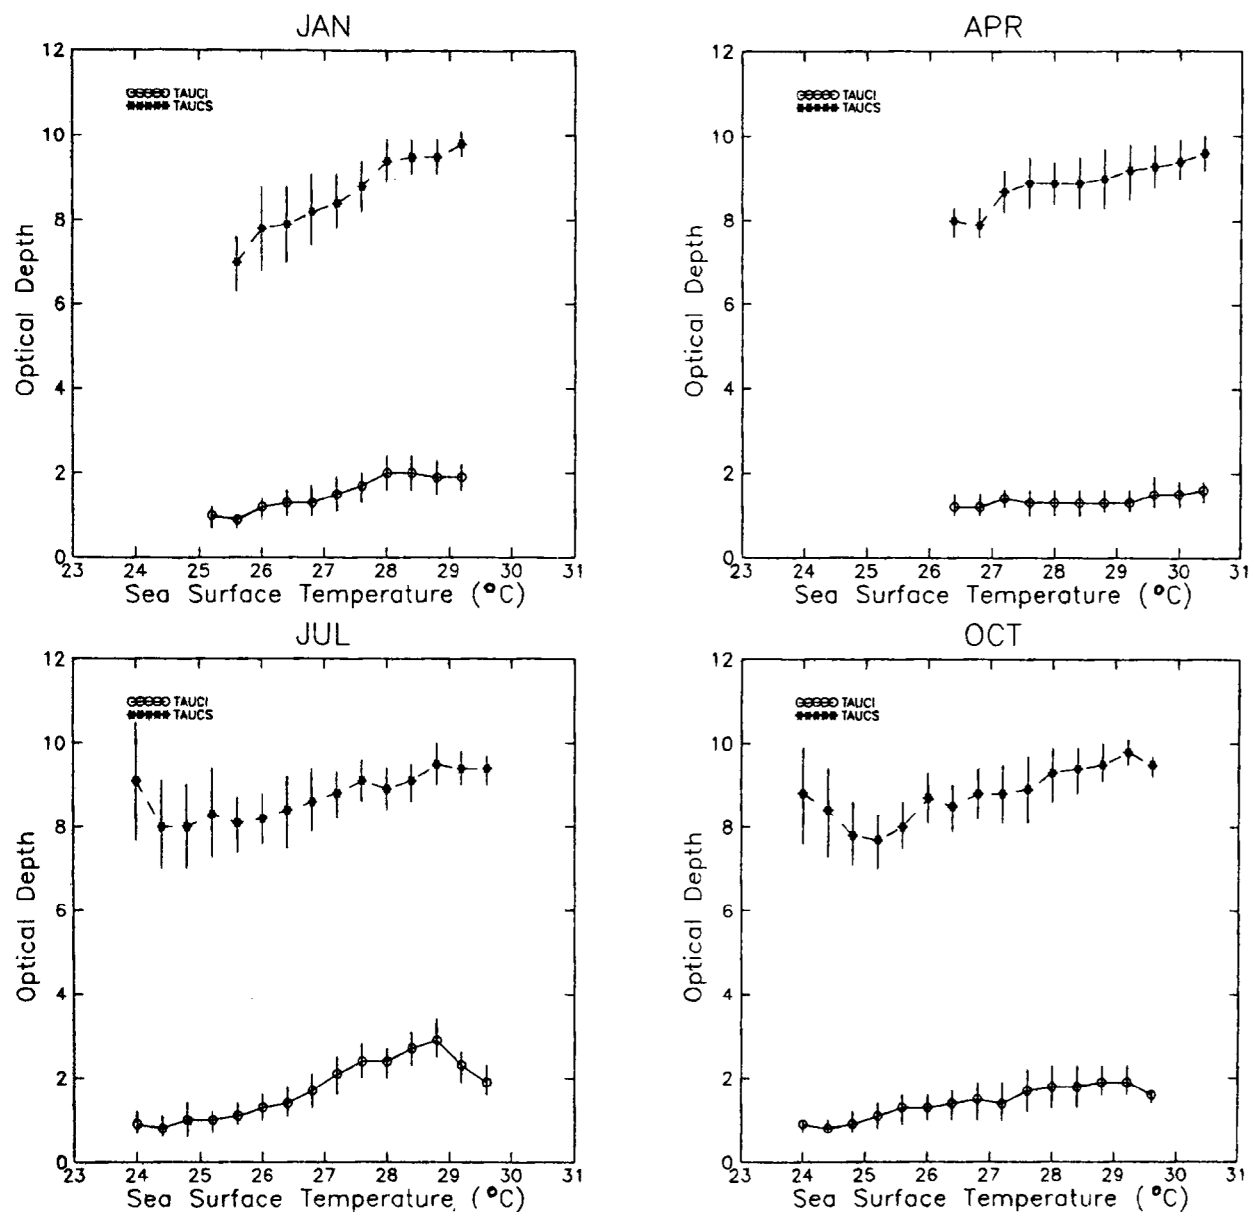 JAN
12
10
8
6
4
2
0
Optical Depth
TAUCI
TAUCS
23 24 25 26 27 28 29 30 31
Sea Surface Temperature (°C)
APR
12
10
8
6
4
2
0
Optical Depth
TAUCI
TAUCS
23 24 25 26 27 28 29 30 31
Sea Surface Temperature (°C)
JUL
12
10
8
6
4
2
0
Optical Depth
TAUCI
TAUCS
23 24 25 26 27 28 29 30 31
Sea Surface Temperature (°C)
OCT
12
10
8
6
4
2
0
Optical Depth
TAUCI
TAUCS
23 24 25 26 27 28 29 30 31
Sea Surface Temperature (°C)